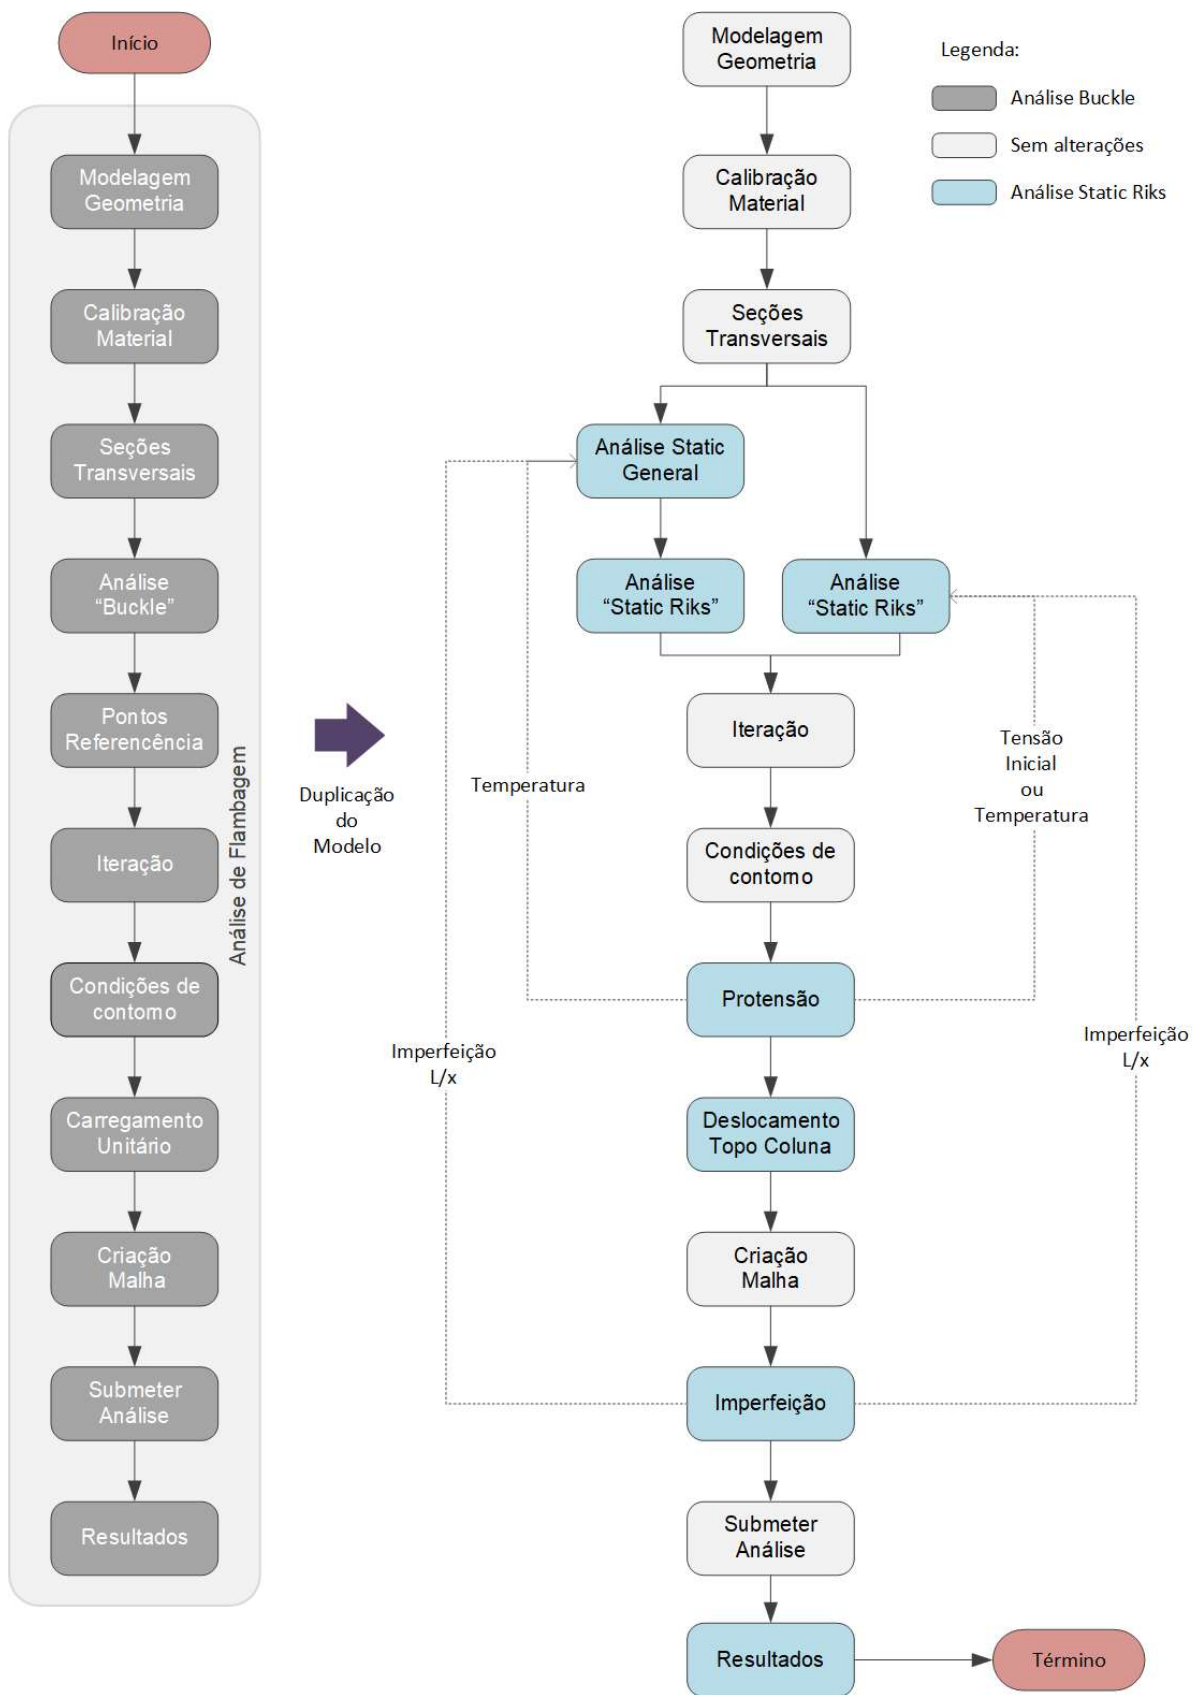 Início
Modelagem
Geometria
Calibração
Material
Seções
Transversais
Análise
“Buckle”
Pontos
Referencência
Iteração
Condições de
contorno
Carregamento
Unitário
Criação
Malha
Submeter
Análise
Resultados
Análise de Flambagem
Duplicação
do
Modelo
Modelagem
Geometria
Calibração
Material
Seções
Transversais
Análise Static
General
Análise
“Static Riks”
Análise
“Static Riks”
Iteração
Condições de
contorno
Protensão
Deslocamento
Topo Coluna
Criação
Malha
Imperfeição
Submeter
Análise
Resultados
Término
Temperatura
Imperfeição
L/x
Tensão
Inicial
ou
Temperatura
Imperfeição
L/x
Legenda:
Análise Buckle
Sem alterações
Análise Static Riks